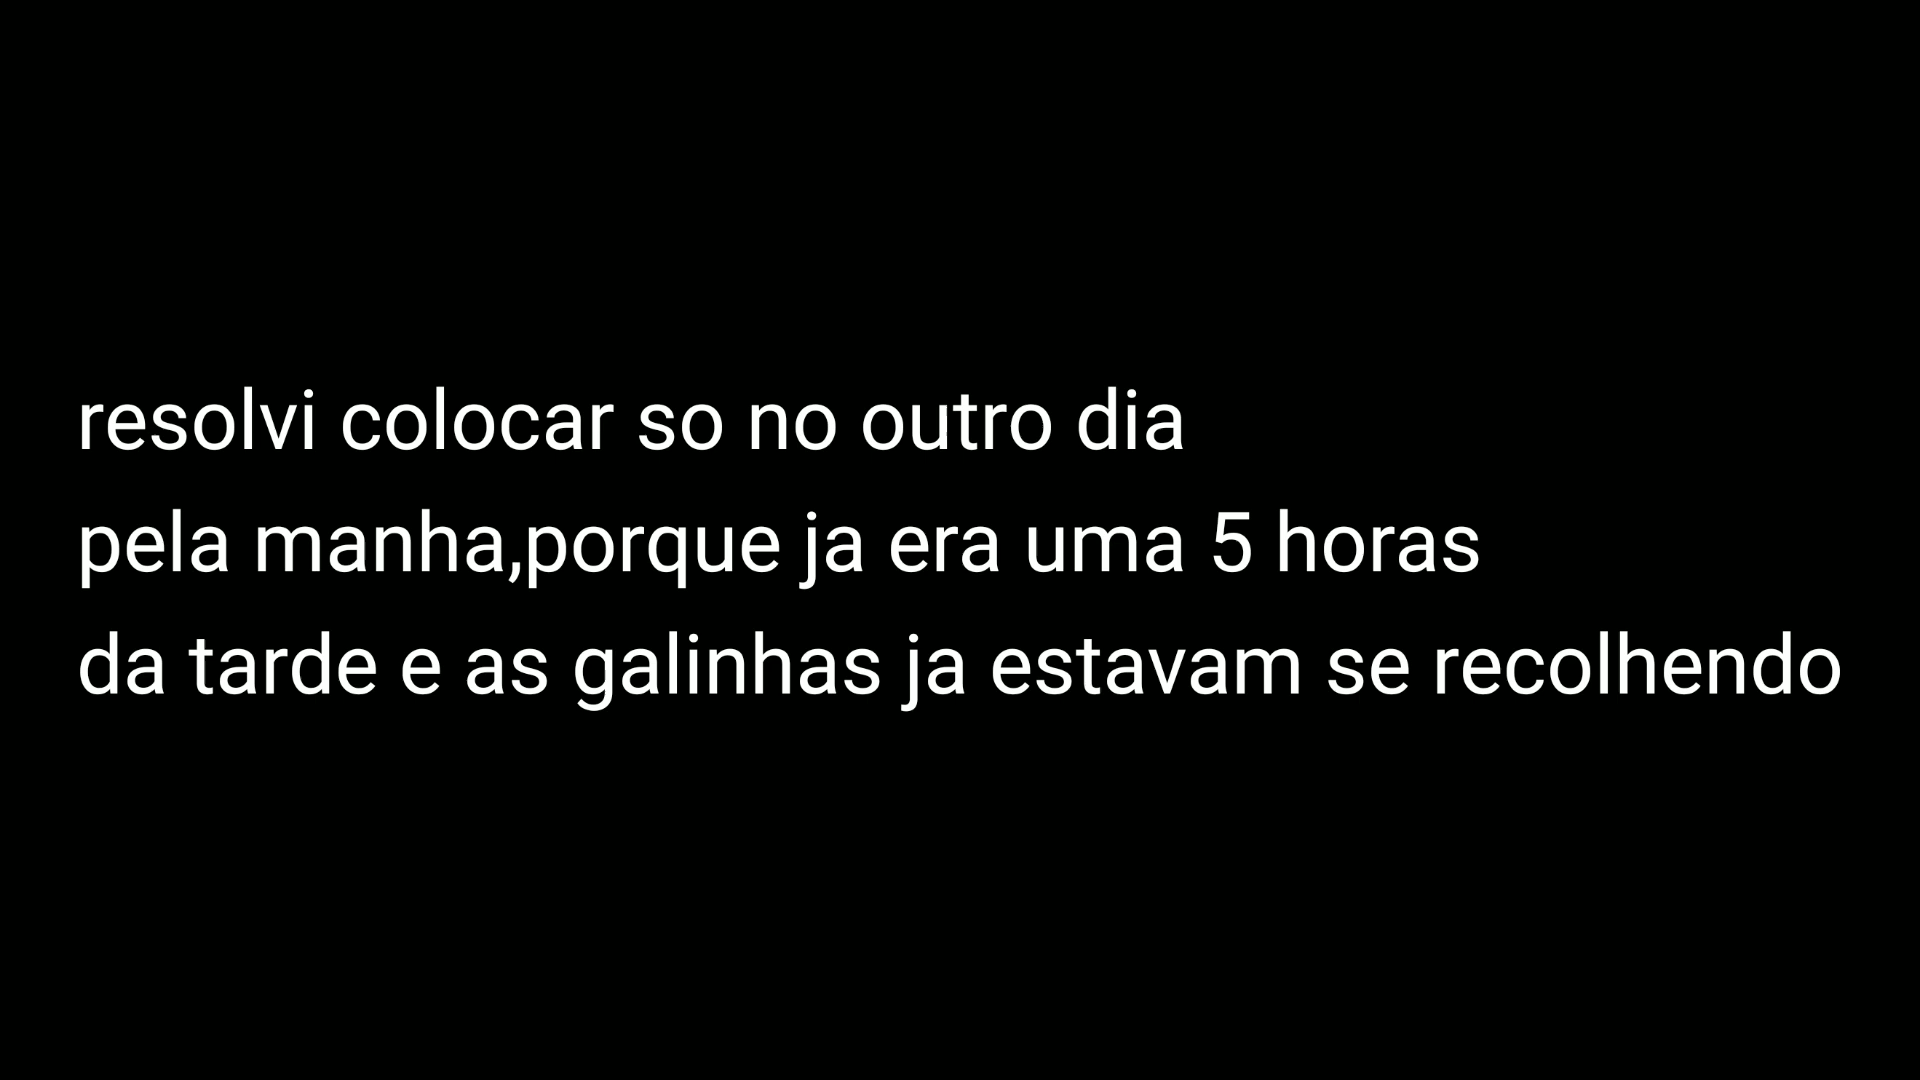 resolvi colocar so no outro dia
pela manha,porque ja era uma 5 horas
da tarde e as galinhas ja estavam se recolhendo